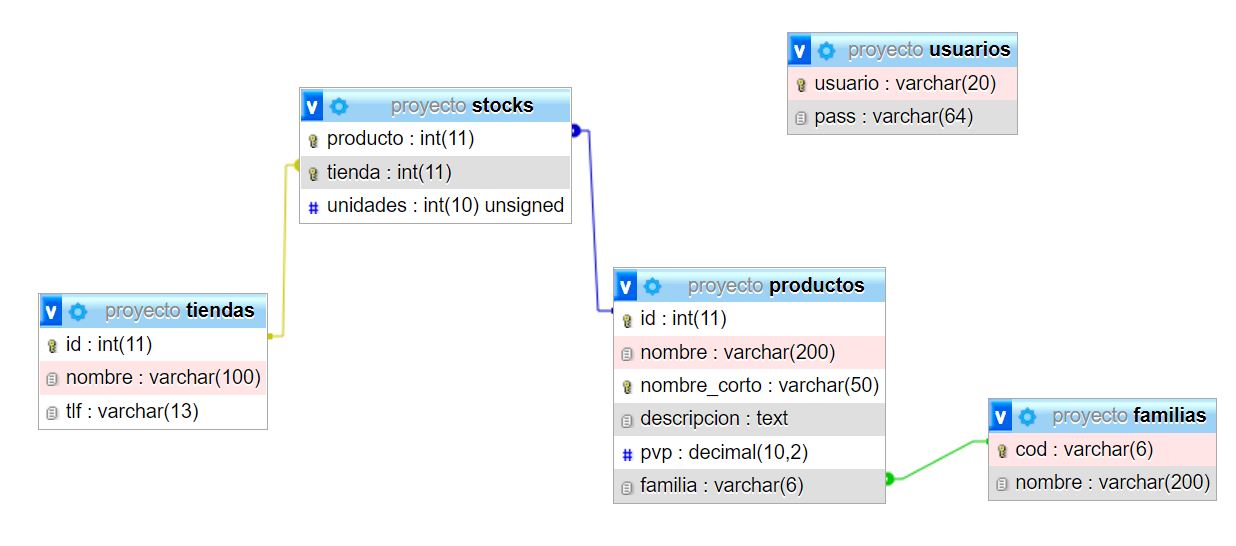 proyecto usuarios
usuario : varchar(20)
pass : varchar(64)
proyecto stocks
producto : int(11)
tienda : int(11)
# unidades : int(10) unsigned
proyecto tiendas
id : int(11)
nombre : varchar(100)
tlf : varchar(13)
proyecto productos
id : int(11)
nombre : varchar(200)
nombre_corto : varchar(50)
descripcion : text
# pvp : decimal(10,2)
familia : varchar(6)
proyecto familias
cod : varchar(6)
nombre : varchar(200)